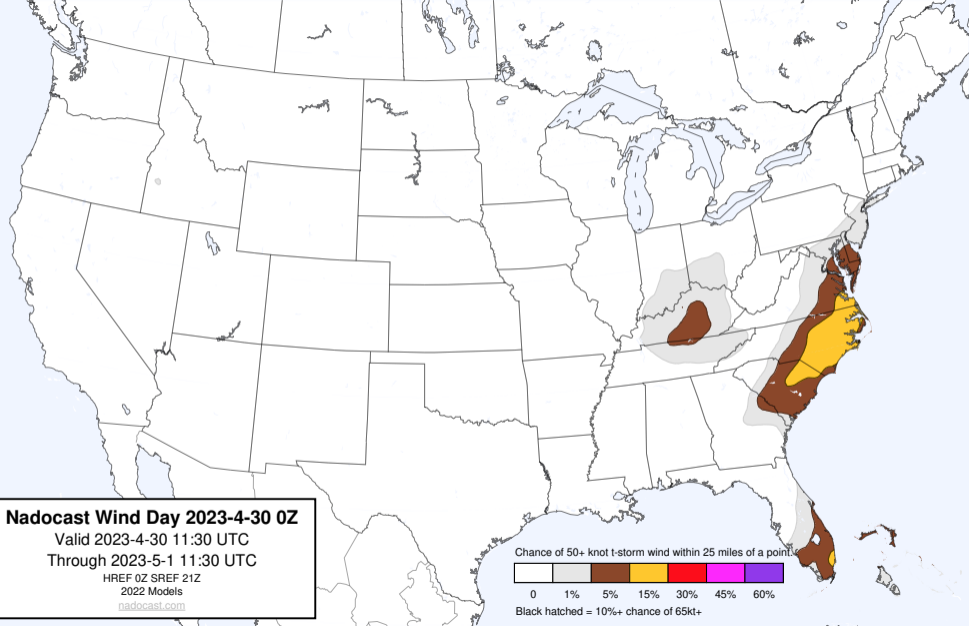 Nadocast Wind Day 2023-4-30 0Z
Valid 2023-4-30 11:30 UTC
Through 2023-5-1 11:30 UTC
HREF 0Z SREF 21Z
2022 Models
nadocast.com
Chance of 50+ knot t-storm wind within 25 miles of a point.
0 1% 5% 15% 30% 45% 60%
Black hatched = 10%+ chance of 65kt+